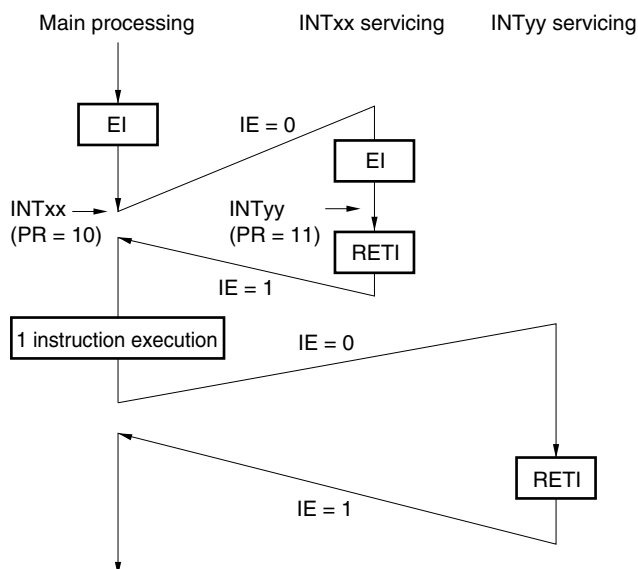 Main processing
INTxx servicing
INTyy servicing
EI
IE = 0
EI
INTxx
(PR = 10)
INTyy
(PR = 11)
RETI
IE = 1
1 instruction execution
IE = 0
RETI
IE = 1